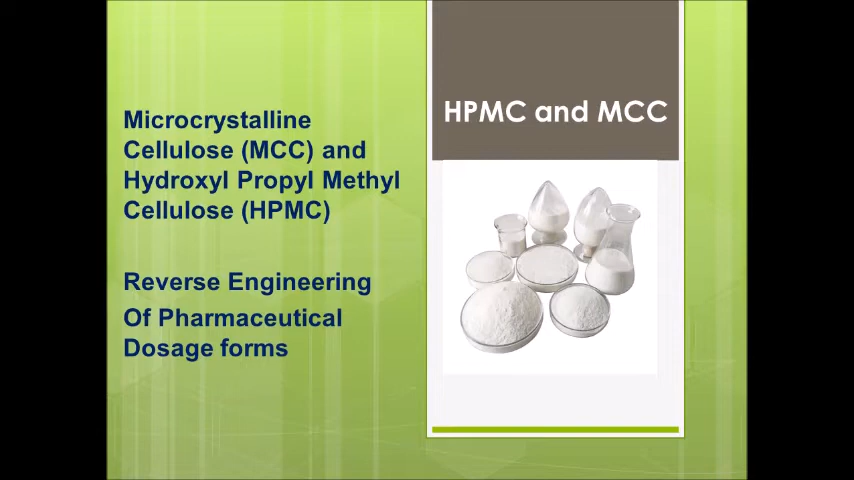 Microcrystalline
Cellulose (MCC) and
Hydroxyl Propyl Methyl
Cellulose (HPMC)
Reverse Engineering
Of Pharmaceutical
Dosage forms
HPMC and MCC